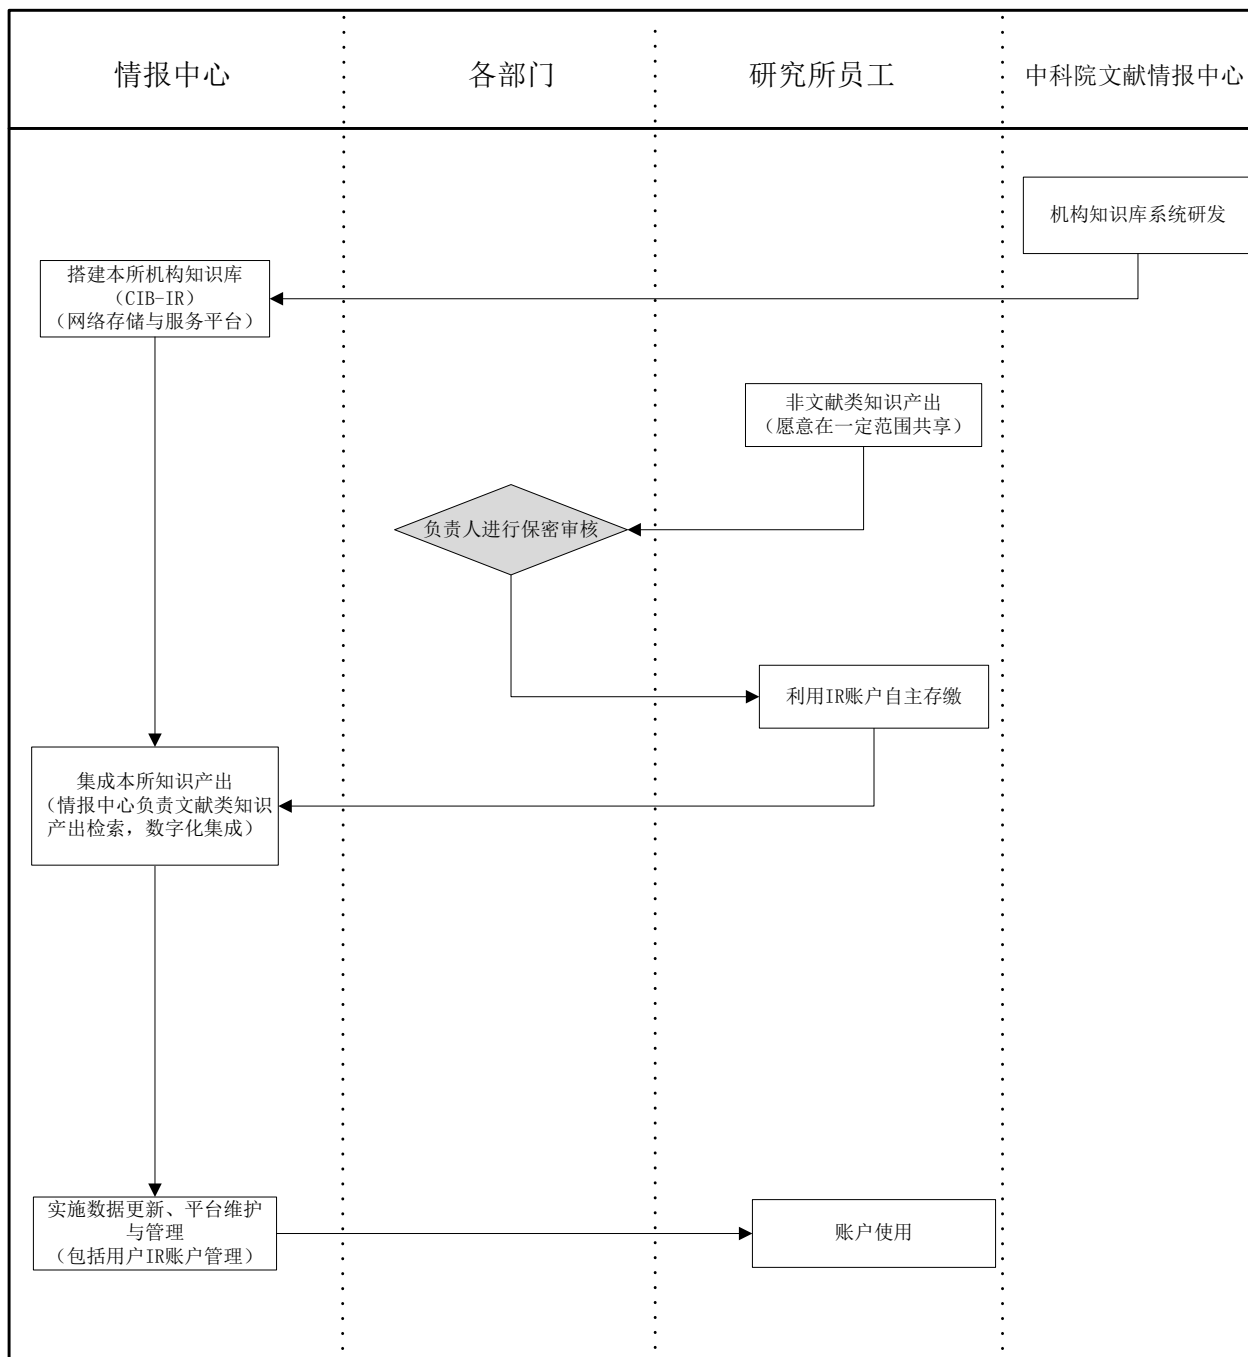 情报中心
各部门
研究所员工
中科院文献情报中心
机构知识库系统研发
搭建本所机构知识库
（CIB-IR）
（网络存储与服务平台）
非文献类知识产出
（愿意在一定范围共享）
负责人进行保密审核
利用IR账户自主存缴
集成本所知识产出
（情报中心负责文献类知识
产出检索，数字化集成）
实施数据更新、平台维护
与管理
（包括用户IR账户管理）
账户使用